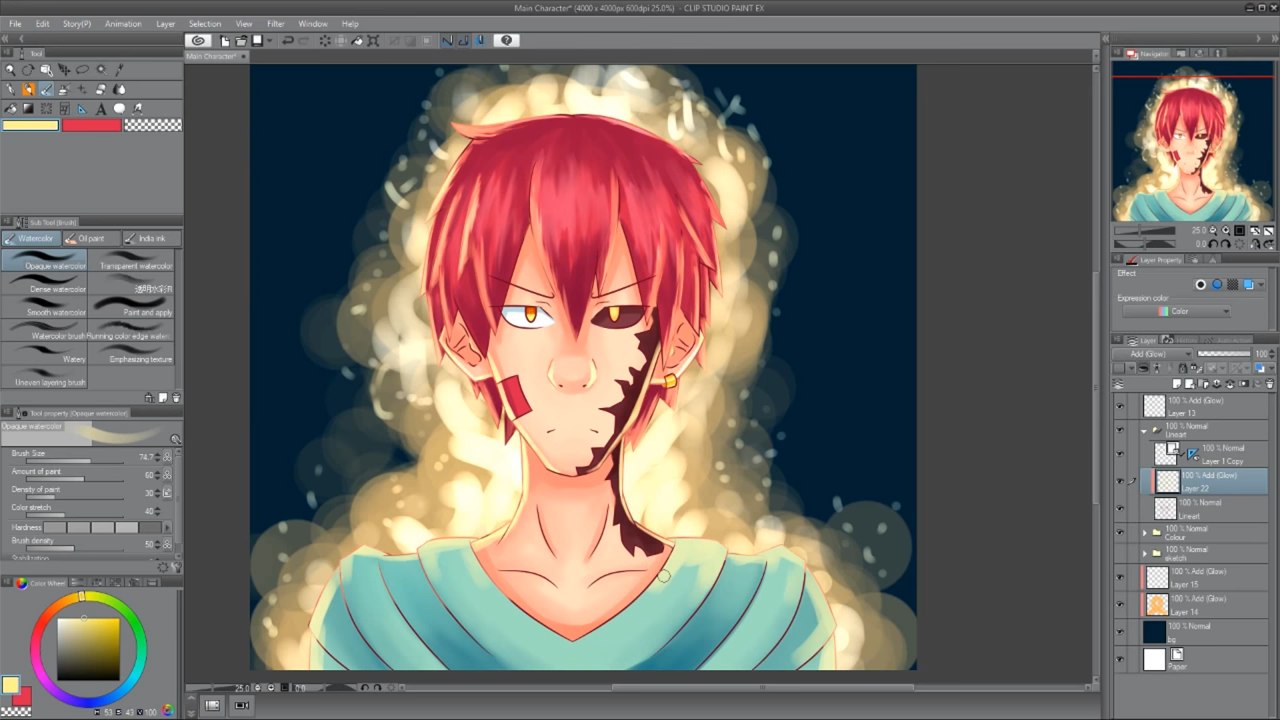 Main Character* (4000 x 4000px 600dpi 25.0%) - CLIP STUDIO PAINT EX
File Edit Story(P) Animation Layer Selection View Filter Window Help
Main Character*
Tool
Sub Tool (Brush)
Watercolor Oil paint India ink
Opaque watercolor Transparent watercolor
Dense watercolor
Smooth watercolor Paint and apply
Watercolor brush Running color edge water
Watery Emphasizing texture
Uneven layering brush
Tool property (Opaque watercolor)
Opaque watercolor
Brush Size 74.7
Amount of paint 60
Density of paint 30
Color stretch 40
Hardness
Brush density 50
Color Wheel
H 53 S 43 V 100
25.0 0.0
Navigator
25.0
0.0
Layer Property
Effect
Expression color
Color
Layer
Add (Glow) 100
100 % Add (Glow)
Layer 13
100 % Normal
Lineart
100 % Normal
Layer 1 Copy
100 % Add (Glow)
Layer 22
100 % Normal
Lineart
100 % Normal
Colour
100 % Normal
sketch
100 % Add (Glow)
Layer 15
100 % Add (Glow)
Layer 14
100 % Normal
bg
Paper